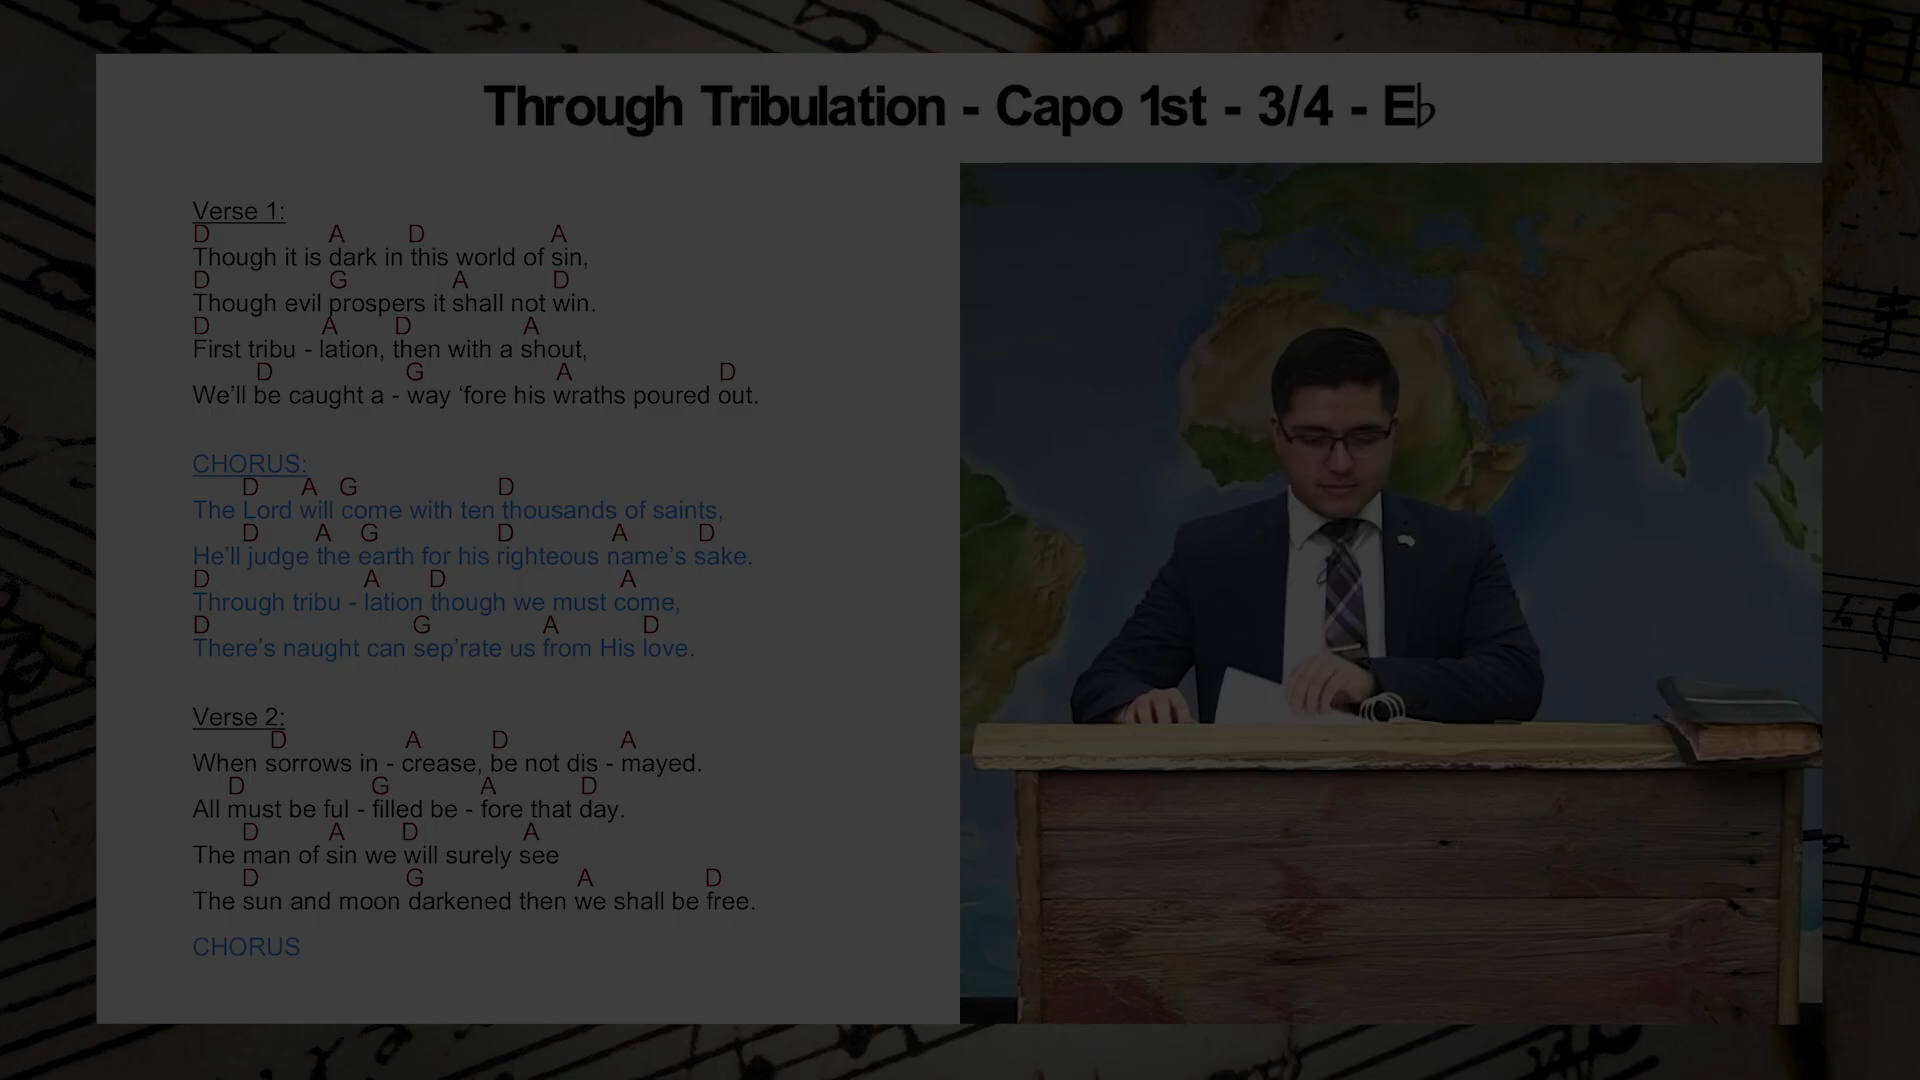 Through Tribulation - Capo 1st - 3/4 - E♭
Verse 1:
D A D A
Though it is dark in this world of sin,
D G A D
Though evil prospers it shall not win.
D A D A
First tribu - lation, then with a shout,
D G A D
We’ll be caught a - way ‘fore his wraths poured out.
CHORUS:
D A G D
The Lord will come with ten thousands of saints,
D A G D A D
He’ll judge the earth for his righteous name’s sake.
D A D A
Through tribu - lation though we must come,
D G A D
There’s naught can sep’rate us from His love.
Verse 2:
D A D A
When sorrows in - crease, be not dis - mayed.
D G A D
All must be ful - filled be - fore that day.
D A D A
The man of sin we will surely see
D G A D
The sun and moon darkened then we shall be free.
CHORUS